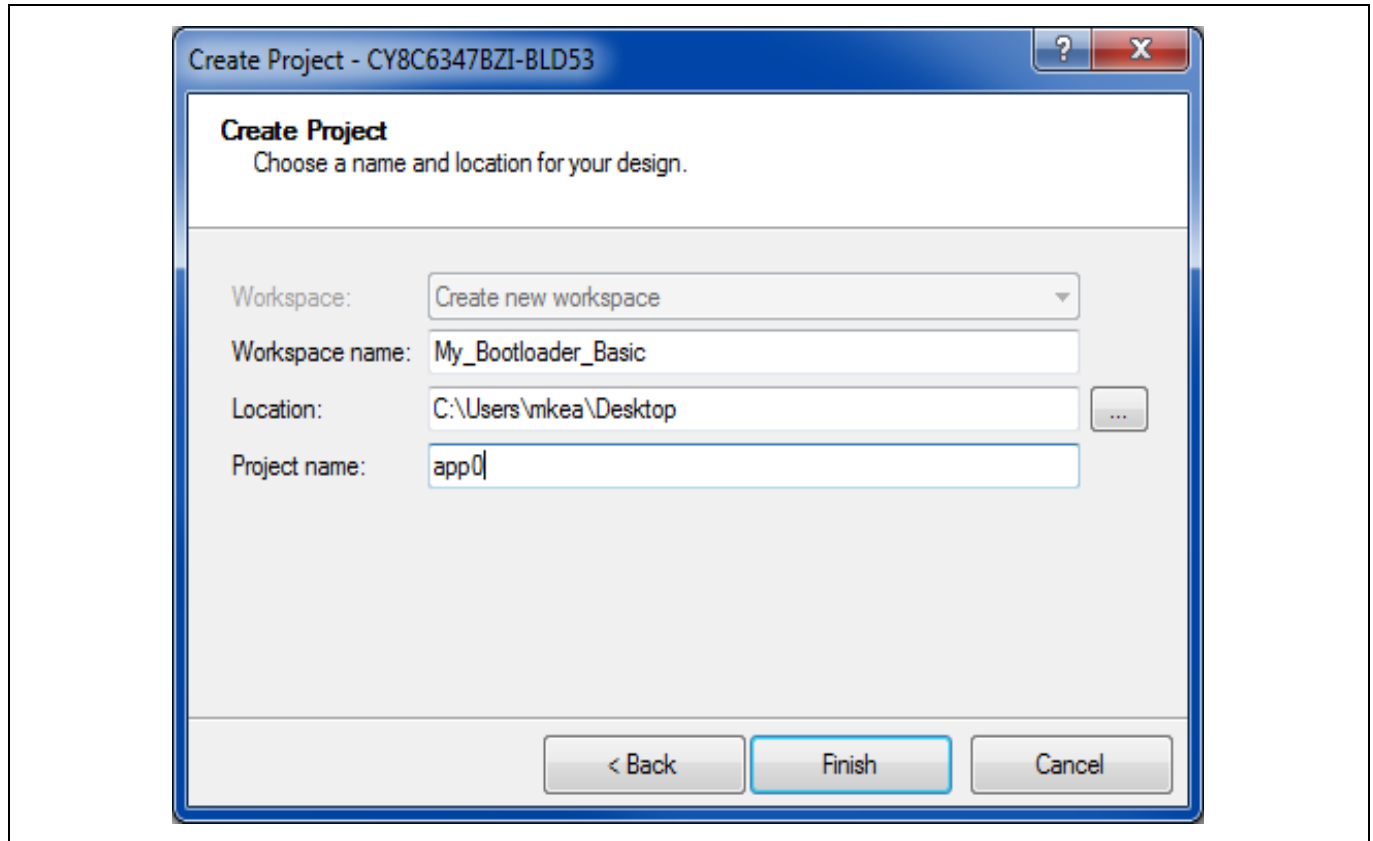 Create Project - CY8C6347BZI-BLD53
?
X
Create Project
Choose a name and location for your design.
Workspace: Create new workspace
Workspace name: My_Bootloader_Basic
Location: C:\Users\mkea\Desktop ...
Project name: app0
< Back Finish Cancel